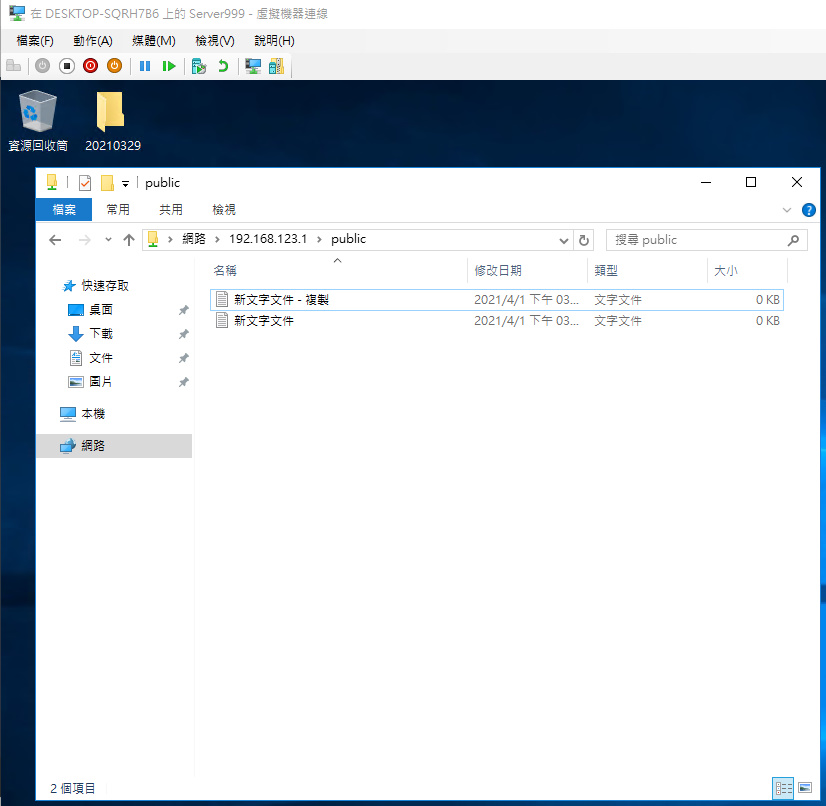 在 DESKTOP-SQRH7B6 上的 Server999 - 虛擬機器連線
檔案(F) 動作(A) 媒體(M) 檢視(V) 說明(H)
資源回收筒 20210329
public
檔案 常用 共用 檢視
網路 192.168.123.1 public 搜尋 public
名稱 修改日期 類型 大小
快速存取
新文字文件 - 複製 2021/4/1 下午 03... 文字文件 0 KB
新文字文件 2021/4/1 下午 03... 文字文件 0 KB
桌面
下載
文件
圖片
本機
網路
2 個項目